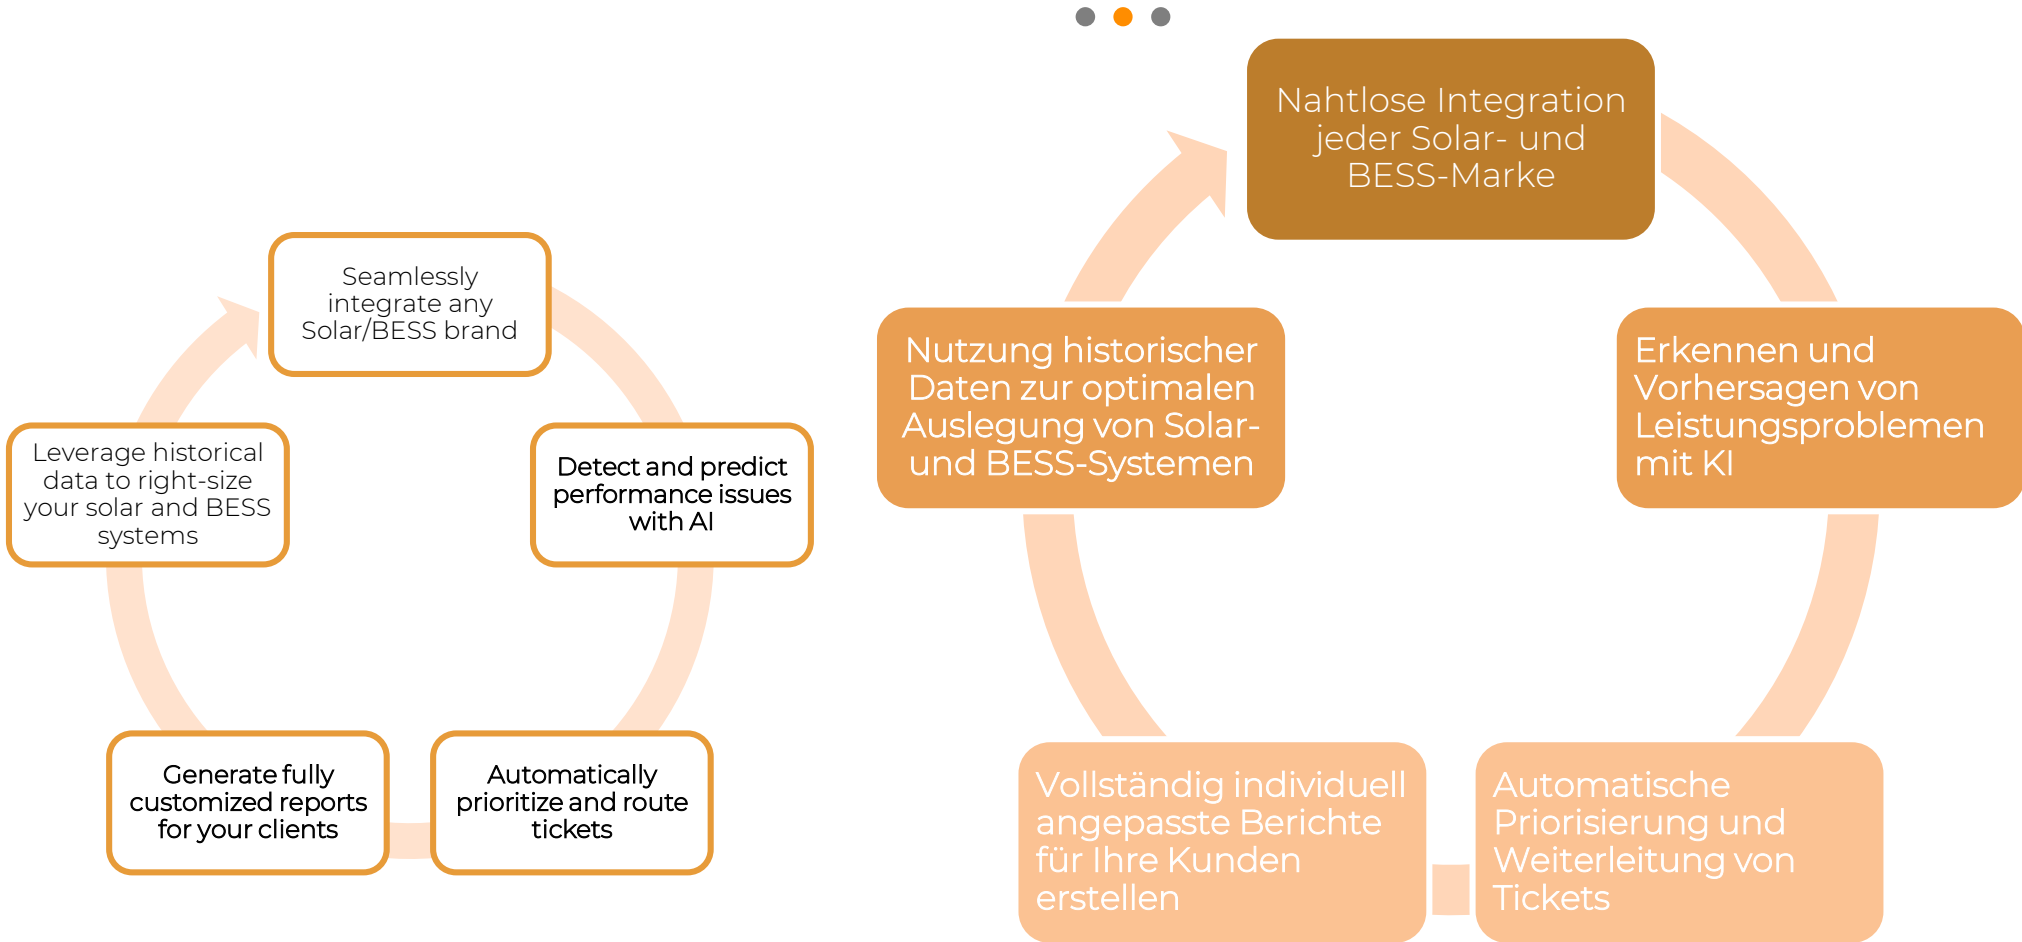 Seamlessly
integrate any
Solar/BESS brand
Detect and predict
performance issues
with AI
Automatically
prioritize and route
tickets
Generate fully
customized reports
for your clients
Leverage historical
data to right-size
your solar and BESS
systems
Nahtlose Integration
jeder Solar- und
BESS-Marke
Erkennen und
Vorhersagen von
Leistungsproblemen
mit KI
Automatische
Priorisierung und
Weiterleitung von
Tickets
Vollständig individuell
angepasste Berichte
für Ihre Kunden
erstellen
Nutzung historischer
Daten zur optimalen
Auslegung von Solar-
und BESS-Systemen